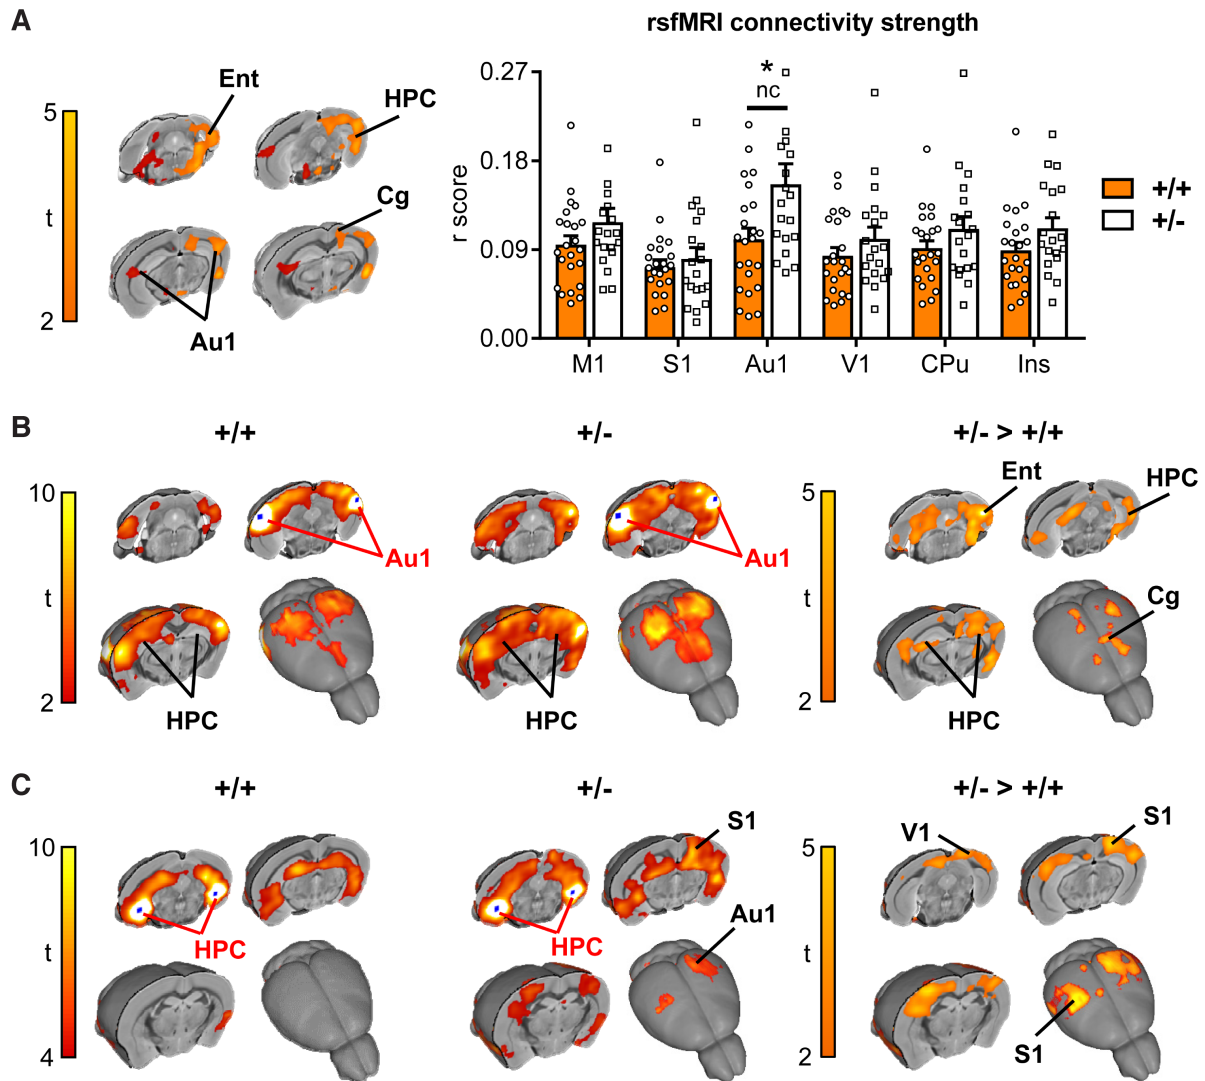 A
rsfMRI connectivity strength
5
t
2
Ent
HPC
Cg
Au1
r score
0.27
0.18
0.09
0.00
*
nc
M1 S1 Au1 V1 CPu Ins
+/+
+/-
B
+/+ +/- +/- > +/+
10
t
2
Au1
HPC
Au1
HPC
5
t
2
Ent
HPC
Cg
HPC
C
+/+ +/- +/- > +/+
10
t
4
HPC
S1
HPC
Au1
5
t
2
V1
S1
S1